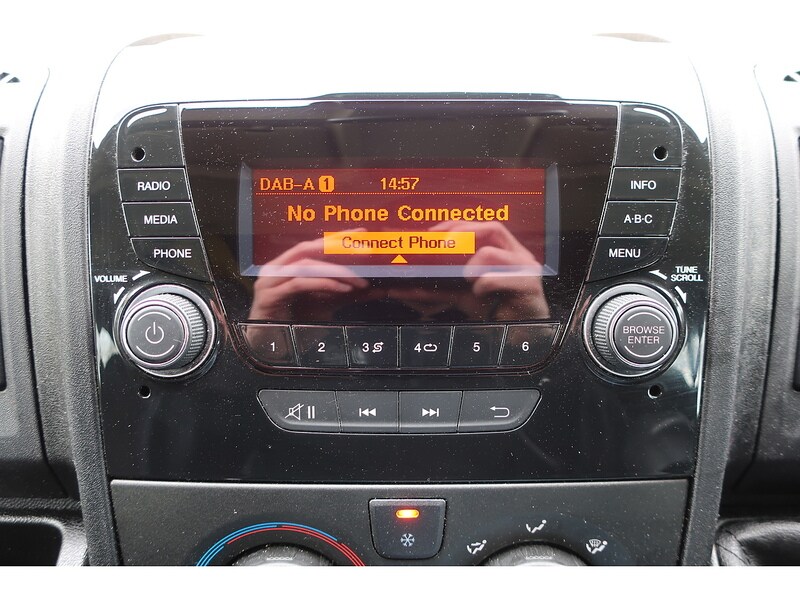 RADIO
MEDIA
PHONE
VOLUME
DAB-A 1 14:57
No Phone Connected
Connect Phone
INFO
A·B·C
MENU
TUNE
SCROLL
BROWSE
ENTER
1 2 3 4 5 6